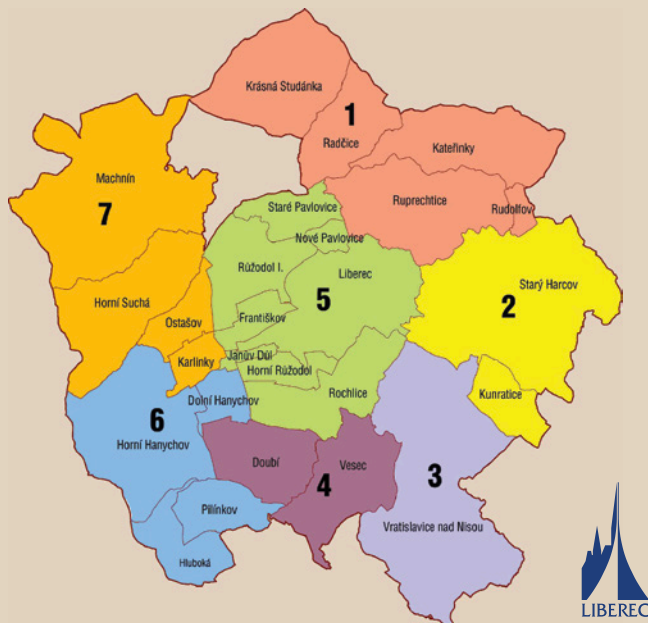 Krásná Studánka
1
Radčice
Kateřinky
Machnín
7
Staré Pavlovice
Ruprechtice
Rudolfov
Nové Pavlovice
Růžodol I.
Liberec
Starý Harcov
Horní Suchá
5
2
Ostašov
Františkov
Karlinky
Janův Důl
Horní Růžodol
Dolní Hanychov
Rochlice
Kunratice
6
Horní Hanychov
Doubí
Vesec
4
3
Pilínkov
Vratislavice nad Nisou
Hluboká
LIBEREC